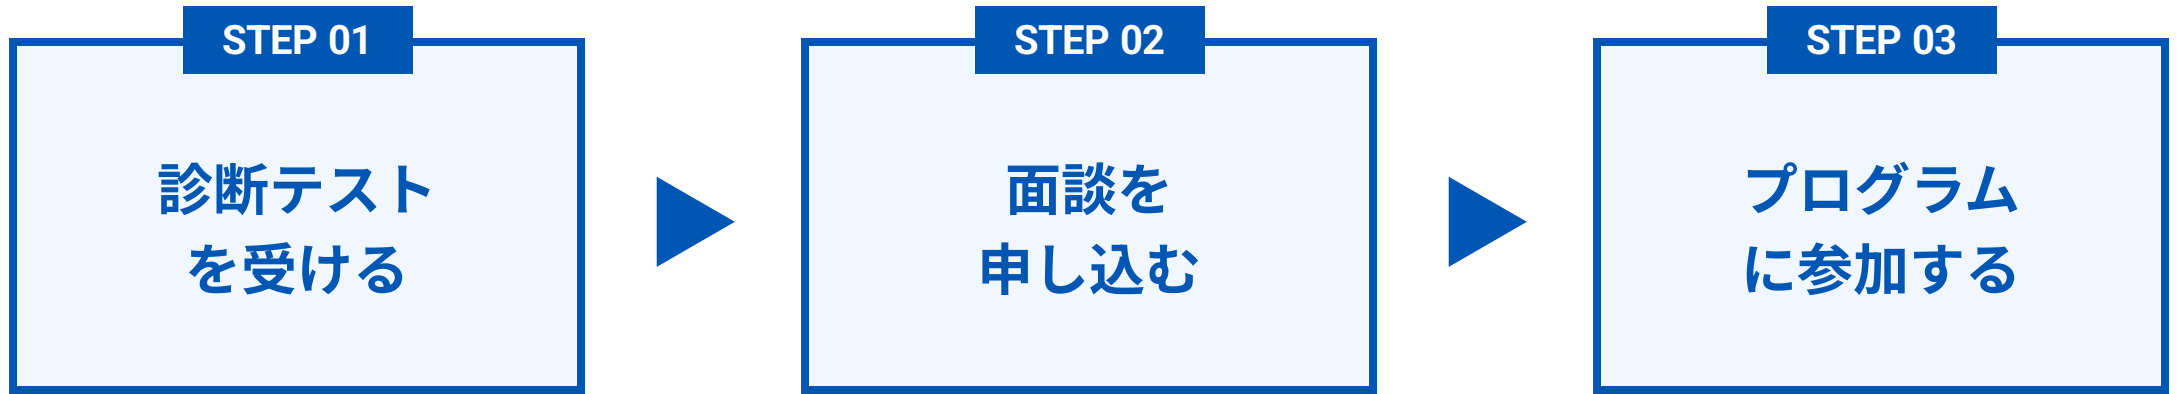 STEP 01
診断テスト
を受ける
STEP 02
面談を
申し込む
STEP 03
プログラム
に参加する